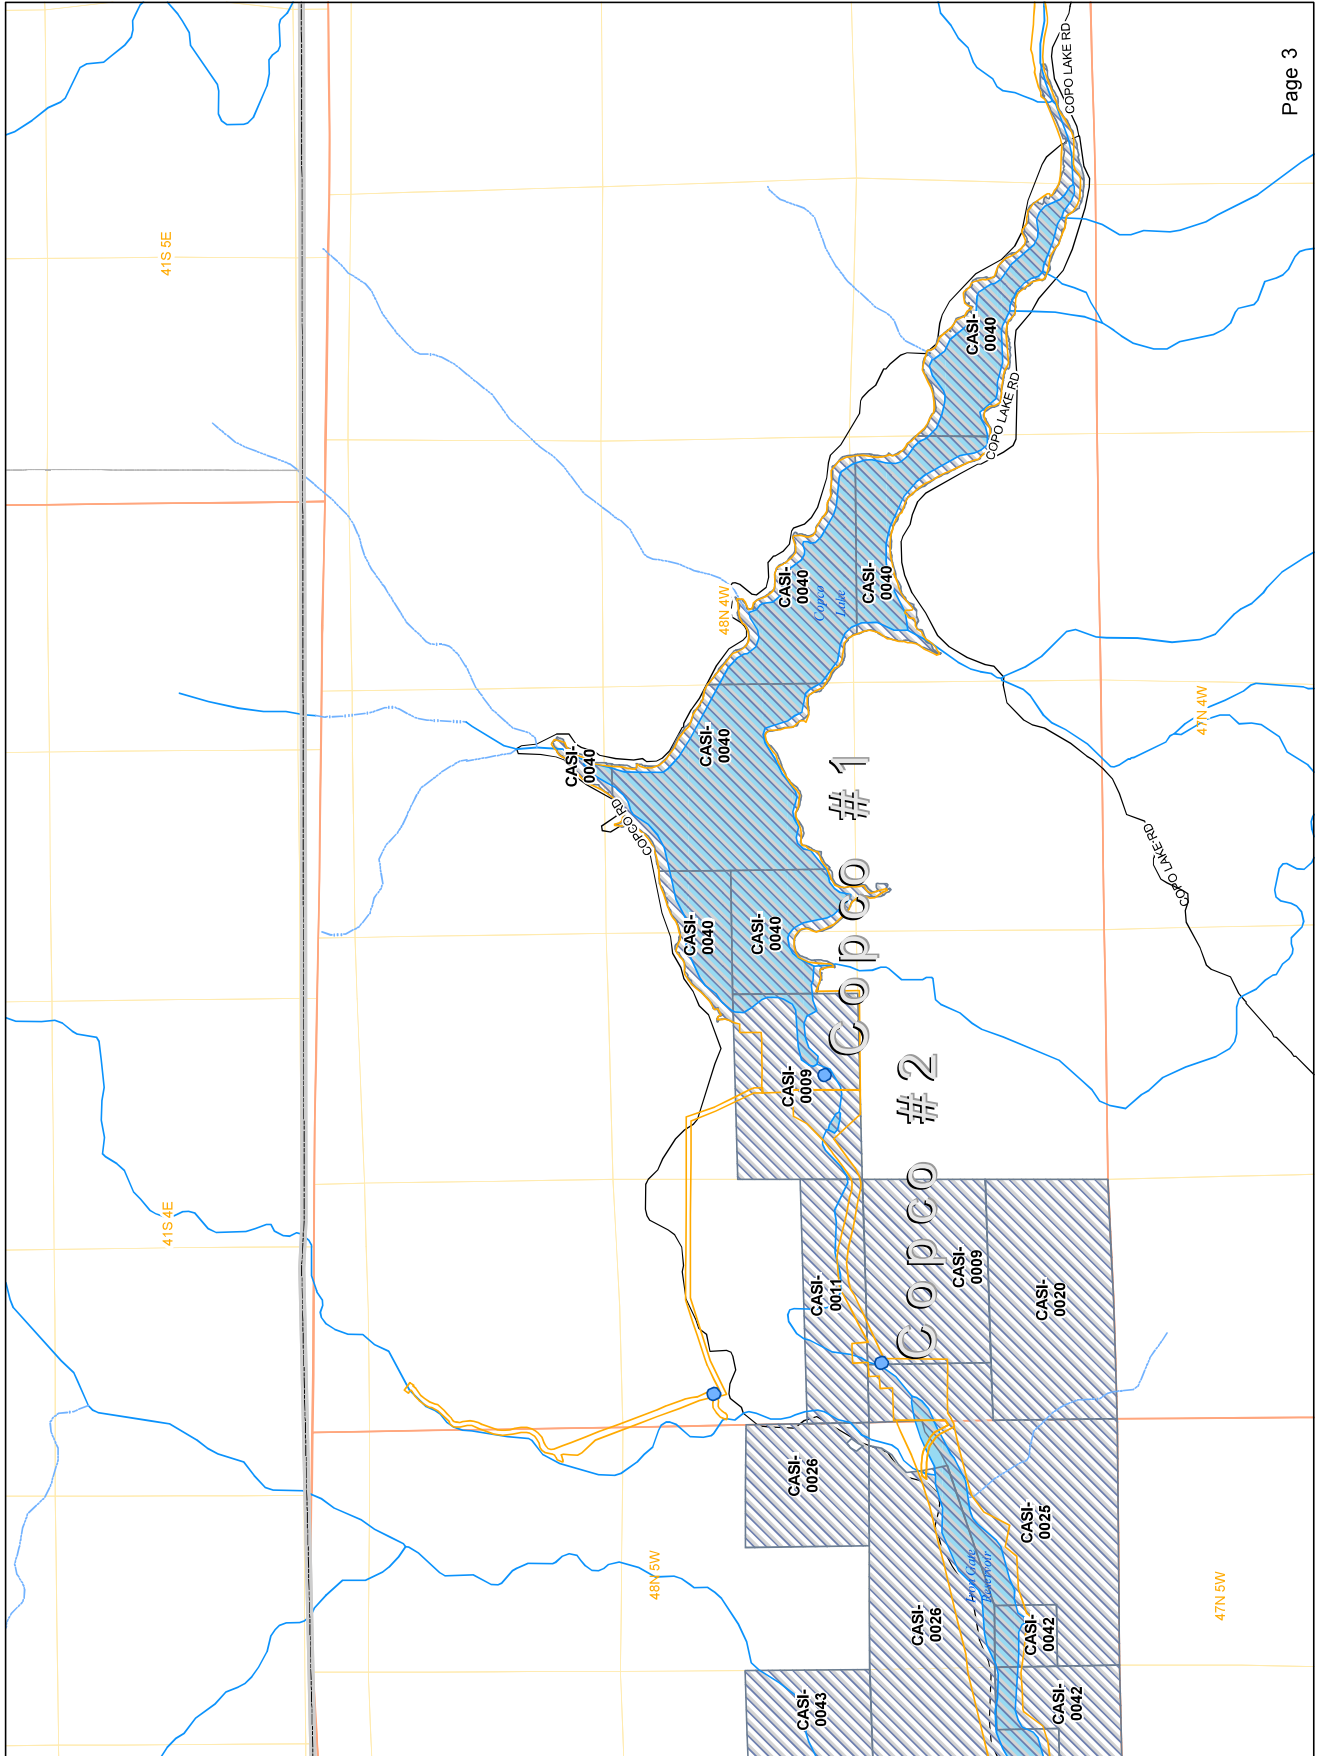 41S 4E
41S 5E
CASI-
0040
COPCO RD
48N 5W
CASI-
0040
CASI-
0040
48N 4W
CASI-
0040
CASI-
0009
CASI-
0040
CASI-
0026
CASI-
0043
Copco
Lake
CASI-
0011
Copco #1
CASI-
0040
Copco #2
CASI-
0026
CASI-
0009
Iron Gate
Reservoir
CASI-
0040
COPO LAKE RD
CASI-
0042
CASI-
0025
CASI-
0020
CASI-
0042
COPO LAKE RD
COPO LAKE RD
47N 4W
47N 5W
Page 3